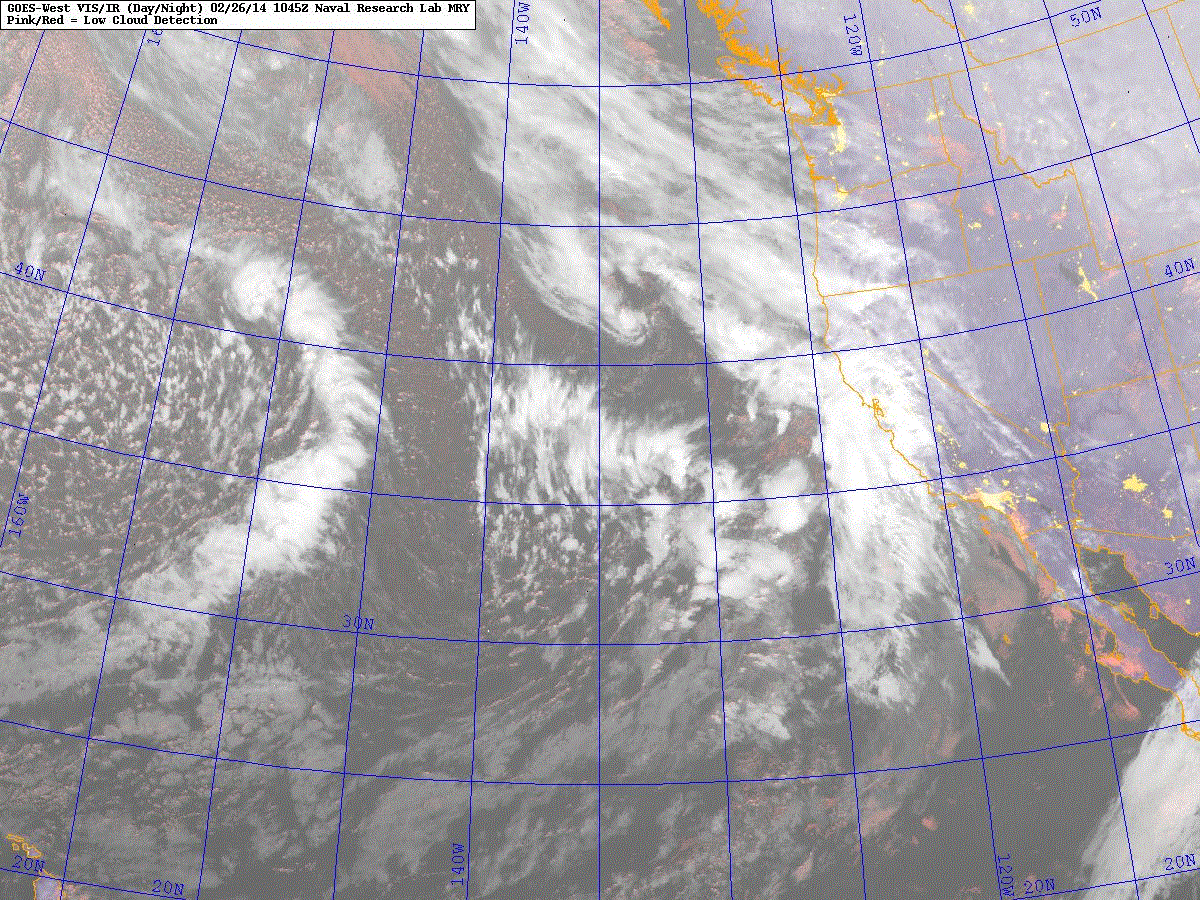 GOES-West VIS/IR (Day/Night) 02/26/14 1045Z Naval Research Lab MRY
Pink/Red = Low Cloud Detection
140W
120W
50N
40N
40N
160W
30N
30N
20N
20N
140W
120W
20N
20N